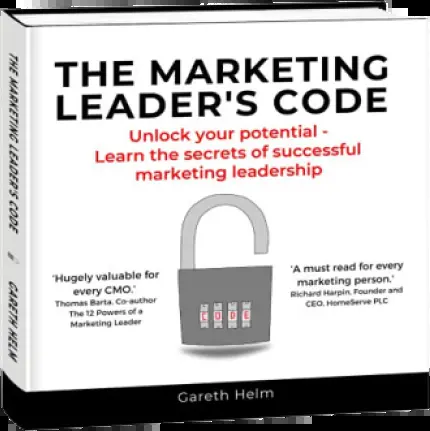 THE MARKETING LEADER'S CODE
GARETH HELM
THE MARKETING
LEADER'S CODE
Unlock your potential -
Learn the secrets of successful
marketing leadership
'Hugely valuable for
every CMO.'
Thomas Barta, Co-author
The 12 Powers of a
Marketing Leader
CODE
'A must read for every
marketing person.'
Richard Harpin, Founder and
CEO, HomeServe PLC
Gareth Helm